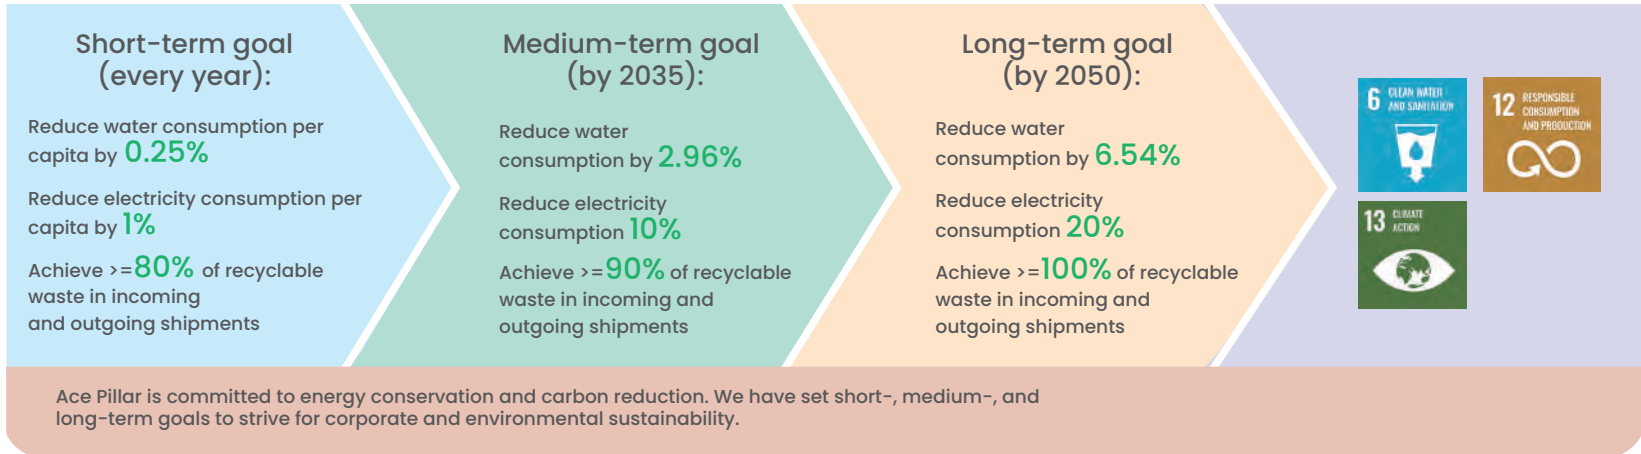 Short-term goal
(every year):
Reduce water consumption per
capita by 0.25%
Reduce electricity consumption per
capita by 1%
Achieve >=80% of recyclable
waste in incoming
and outgoing shipments
Medium-term goal
(by 2035):
Reduce water
consumption by 2.96%
Reduce electricity
consumption 10%
Achieve >=90% of recyclable
waste in incoming and
outgoing shipments
Long-term goal
(by 2050):
Reduce water
consumption by 6.54%
Reduce electricity
consumption 20%
Achieve >=100% of recyclable
waste in incoming and
outgoing shipments
6 CLEAN WATER
AND SANITATION
12 RESPONSIBLE
CONSUMPTION
AND PRODUCTION
13 CLIMATE
ACTION
Ace Pillar is committed to energy conservation and carbon reduction. We have set short-, medium-, and
long-term goals to strive for corporate and environmental sustainability.